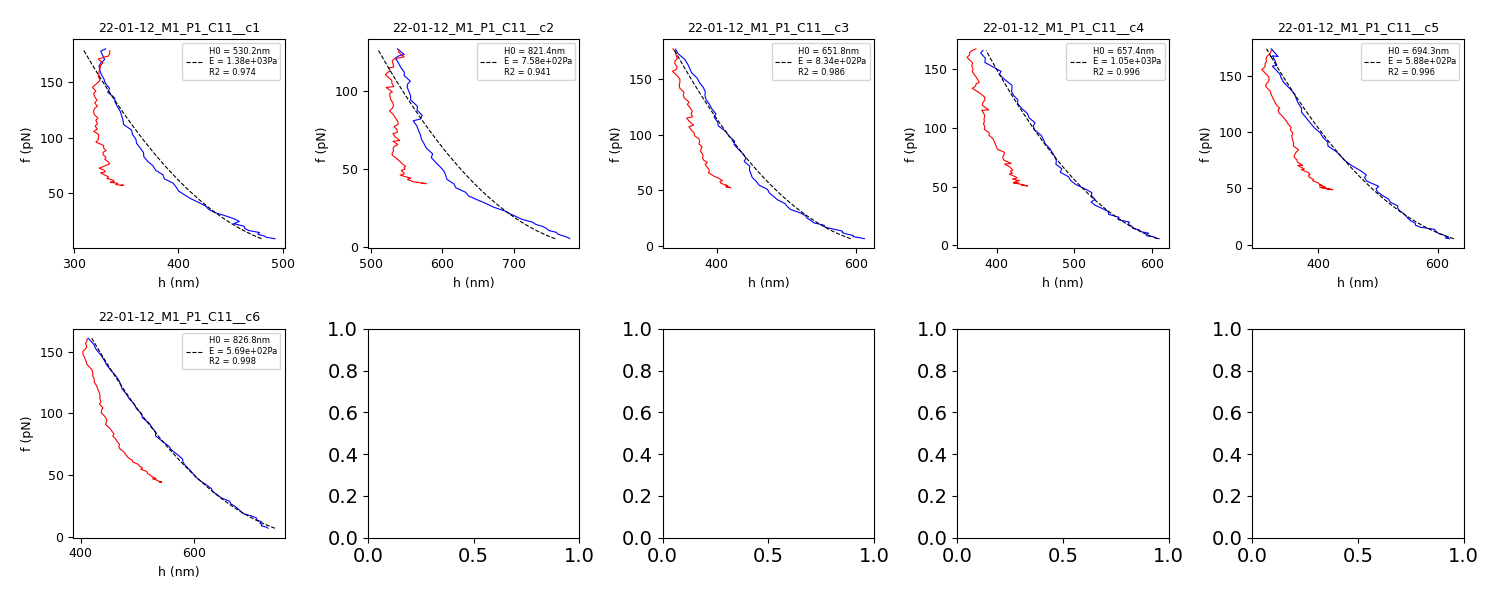 22-01-12_M1_P1_C11__c1
H0 = 530.2nm
E = 1.38e+03Pa
R2 = 0.974
150
100
50
f (pN)
300 400 500
h (nm)
22-01-12_M1_P1_C11__c2
H0 = 821.4nm
E = 7.58e+02Pa
R2 = 0.941
100
50
0
f (pN)
500 600 700
h (nm)
22-01-12_M1_P1_C11__c3
H0 = 651.8nm
E = 8.34e+02Pa
R2 = 0.986
150
100
50
0
f (pN)
400 600
h (nm)
22-01-12_M1_P1_C11__c4
H0 = 657.4nm
E = 1.05e+03Pa
R2 = 0.996
150
100
50
0
f (pN)
400 500 600
h (nm)
22-01-12_M1_P1_C11__c5
H0 = 694.3nm
E = 5.88e+02Pa
R2 = 0.996
150
100
50
0
f (pN)
400 600
h (nm)
22-01-12_M1_P1_C11__c6
H0 = 826.8nm
E = 5.69e+02Pa
R2 = 0.998
150
100
50
0
f (pN)
400 600
h (nm)
1.0
0.8
0.6
0.4
0.2
0.0
0.0 0.5 1.0
1.0
0.8
0.6
0.4
0.2
0.0
0.0 0.5 1.0
1.0
0.8
0.6
0.4
0.2
0.0
0.0 0.5 1.0
1.0
0.8
0.6
0.4
0.2
0.0
0.0 0.5 1.0